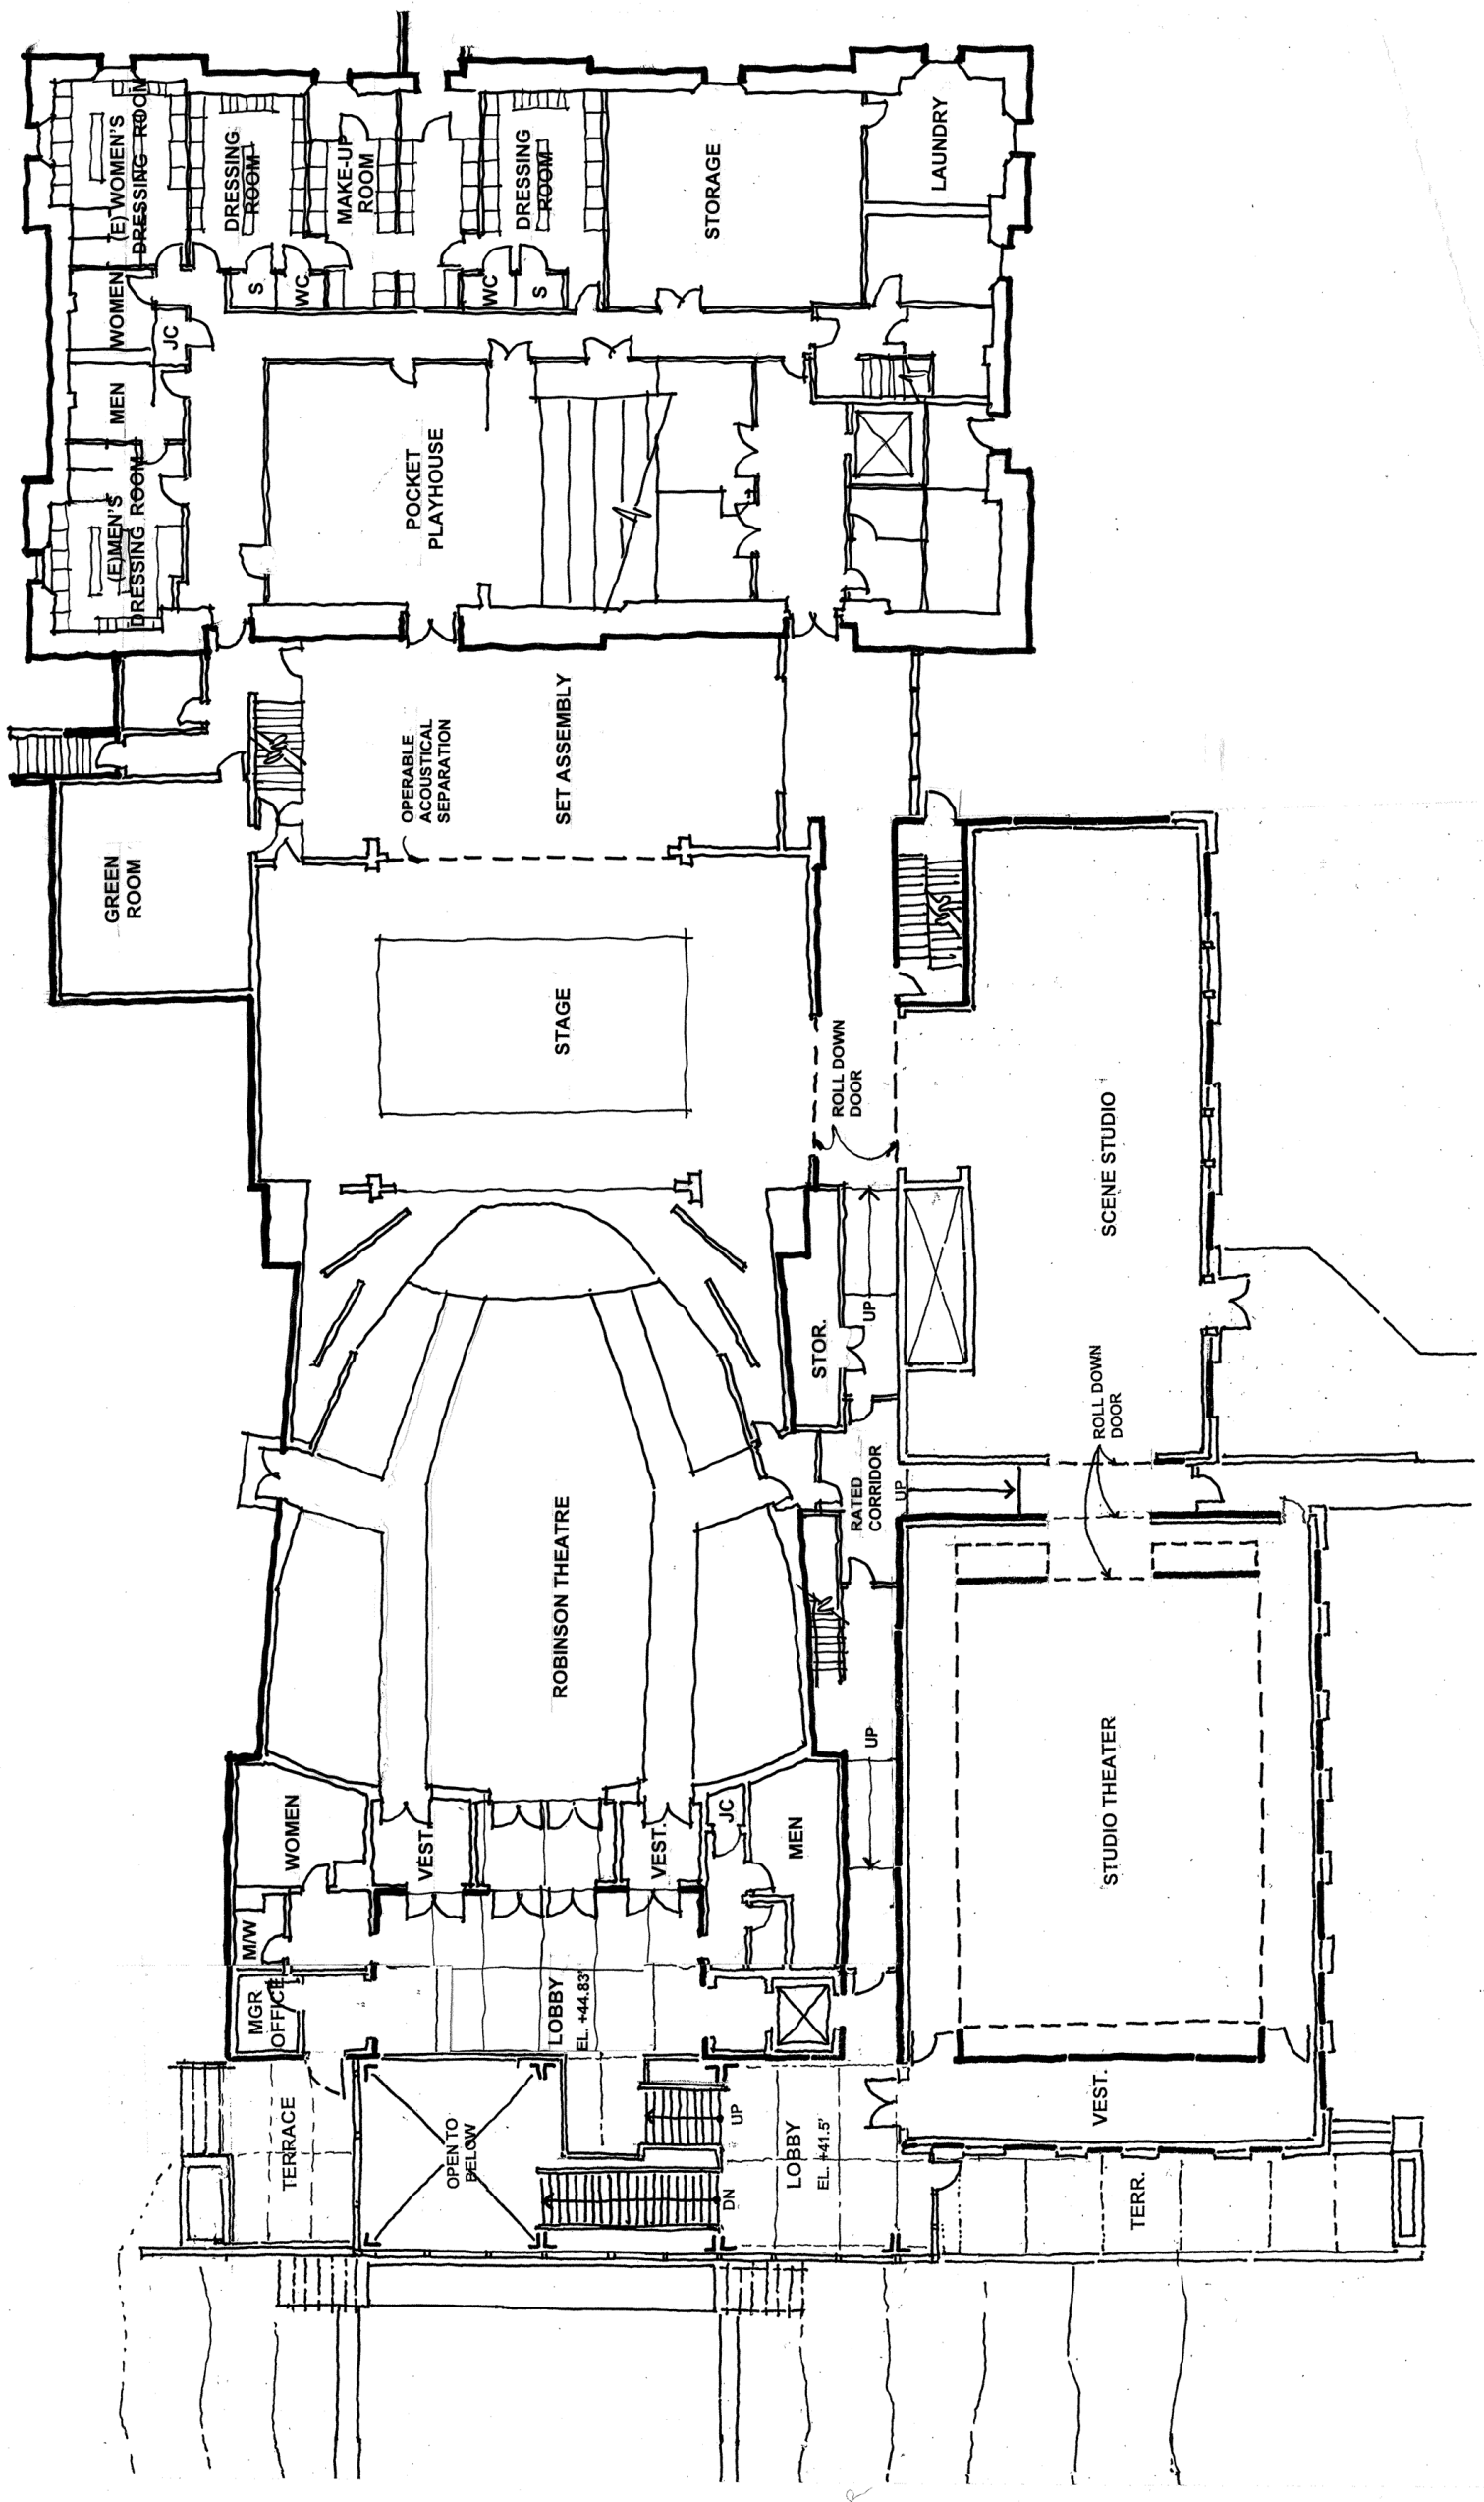 (E) WOMEN'S
DRESSING ROOM
DRESSING
ROOM
MAKE-UP
ROOM
DRESSING
ROOM
STORAGE
LAUNDRY
WOMEN
JC
S
WC
WC
S
MEN
(E)MEN'S
DRESSING ROOM
POCKET
PLAYHOUSE
OPERABLE
ACOUSTICAL
SEPARATION
SET ASSEMBLY
GREEN
ROOM
STAGE
ROLL DOWN
DOOR
SCENE STUDIO
STOR.
UP
ROLL DOWN
DOOR
RATED
CORRIDOR
UP
ROBINSON THEATRE
UP
STUDIO THEATER
WOMEN
VEST.
VEST.
JC
MEN
M/W
MGR
OFFICE
LOBBY
EL. +44.83'
TERRACE
OPEN TO
BELOW
UP
DN
LOBBY
EL. +41.5'
VEST.
TERR.